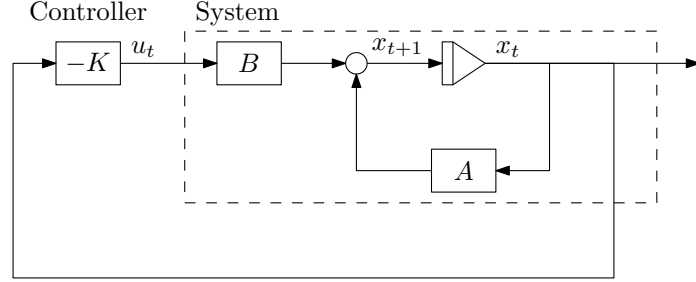 Controller System
−K
u_t
B
x_{t+1}
x_t
A